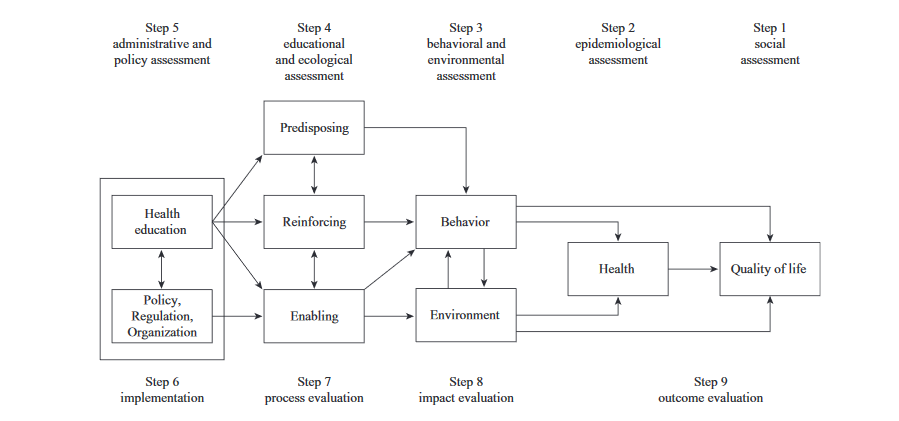 Step 5
administrative and
policy assessment
Step 4
educational
and ecological
assessment
Step 3
behavioral and
environmental
assessment
Step 2
epidemiological
assessment
Step 1
social
assessment
Predisposing
Health
education
Reinforcing
Behavior
Health
Quality of life
Policy,
Regulation,
Organization
Enabling
Environment
Step 6
implementation
Step 7
process evaluation
Step 8
impact evaluation
Step 9
outcome evaluation